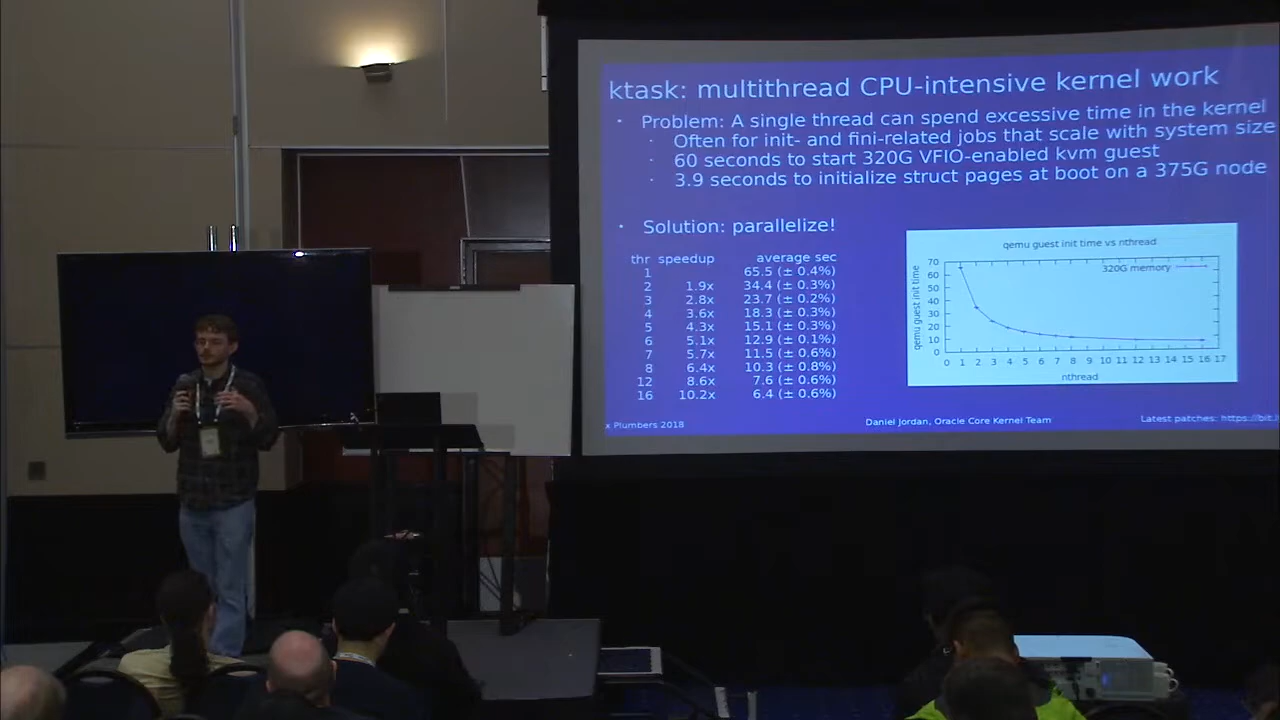 ktask: multithread CPU-intensive kernel work
· Problem: A single thread can spend excessive time in the kernel
· Often for init- and fini-related jobs that scale with system size
· 60 seconds to start 320G VFIO-enabled kvm guest
· 3.9 seconds to initialize struct pages at boot on a 375G node
· Solution: parallelize!
thr speedup average sec
1 65.5 (± 0.4%)
2 1.9x 34.4 (± 0.3%)
3 2.8x 23.7 (± 0.2%)
4 3.6x 18.3 (± 0.3%)
5 4.3x 15.1 (± 0.3%)
6 5.1x 12.9 (± 0.1%)
7 5.7x 11.5 (± 0.6%)
8 6.4x 10.3 (± 0.8%)
12 8.6x 7.6 (± 0.6%)
16 10.2x 6.4 (± 0.6%)
qemu guest init time vs nthread
320G memory
qemu guest init time
70
60
50
40
30
20
10
0
0 1 2 3 4 5 6 7 8 9 10 11 12 13 14 15 16 17
nthread
x Plumbers 2018
Daniel Jordan, Oracle Core Kernel Team
Latest patches: https://bit.